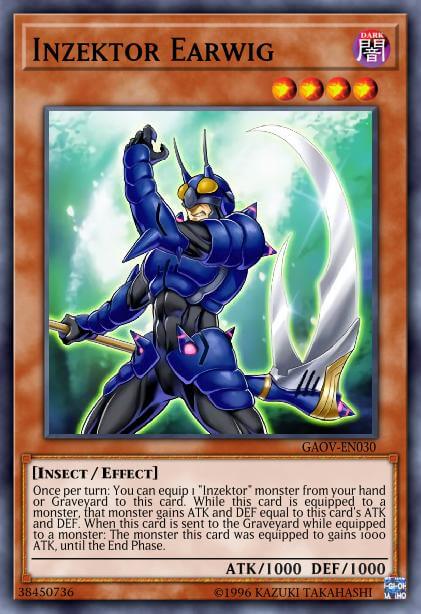 INZEKTOR EARWIG
DARK
闇
GAOV-EN030
[INSECT / EFFECT]
Once per turn: You can equip 1 "Inzektor" monster from your hand
or Graveyard to this card. While this card is equipped to a
monster, that monster gains ATK and DEF equal to this card's ATK
and DEF. When this card is sent to the Graveyard while equipped
to a monster: The monster this card was equipped to gains 1000
ATK, until the End Phase.
ATK/1000 DEF/1000
38450736
©1996 KAZUKI TAKAHASHI